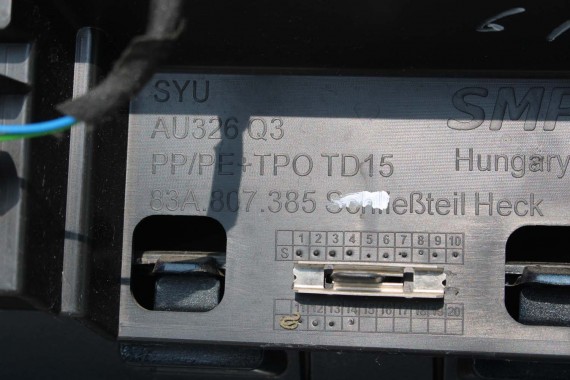 SYU
SMP
AU326 Q3
PP/PE+TPO TD15
Hungary
83A.807.385 Schließteil Heck
1 2 3 4 5 6 7 8 9 10
S
11 12 13 14 15 16 17 18 19 20